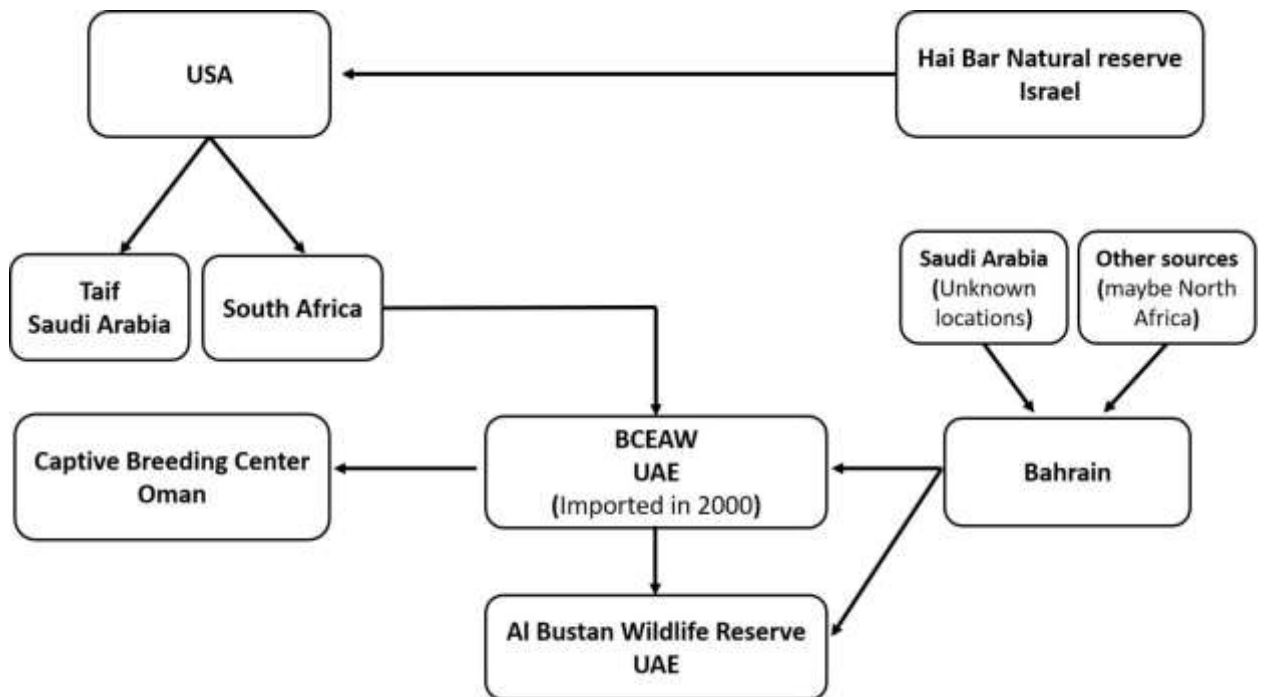 USA
Hai Bar Natural reserve
Israel
Taif
Saudi Arabia
South Africa
Saudi Arabia
(Unknown
locations)
Other sources
(maybe North
Africa)
Captive Breeding Center
Oman
BCEAW
UAE
(Imported in 2000)
Bahrain
Al Bustan Wildlife Reserve
UAE